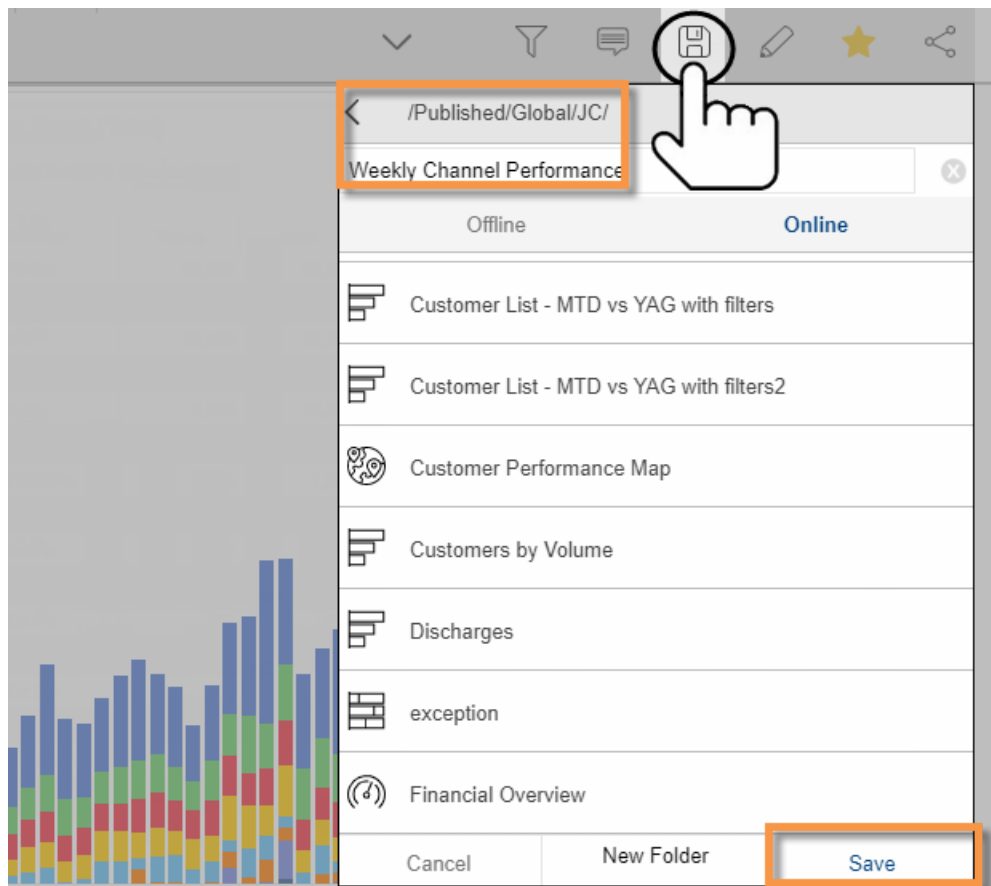 /Published/Global/JC/
Weekly Channel Performance
Offline
Online
Customer List - MTD vs YAG with filters
Customer List - MTD vs YAG with filters2
Customer Performance Map
Customers by Volume
Discharges
exception
Financial Overview
Cancel
New Folder
Save